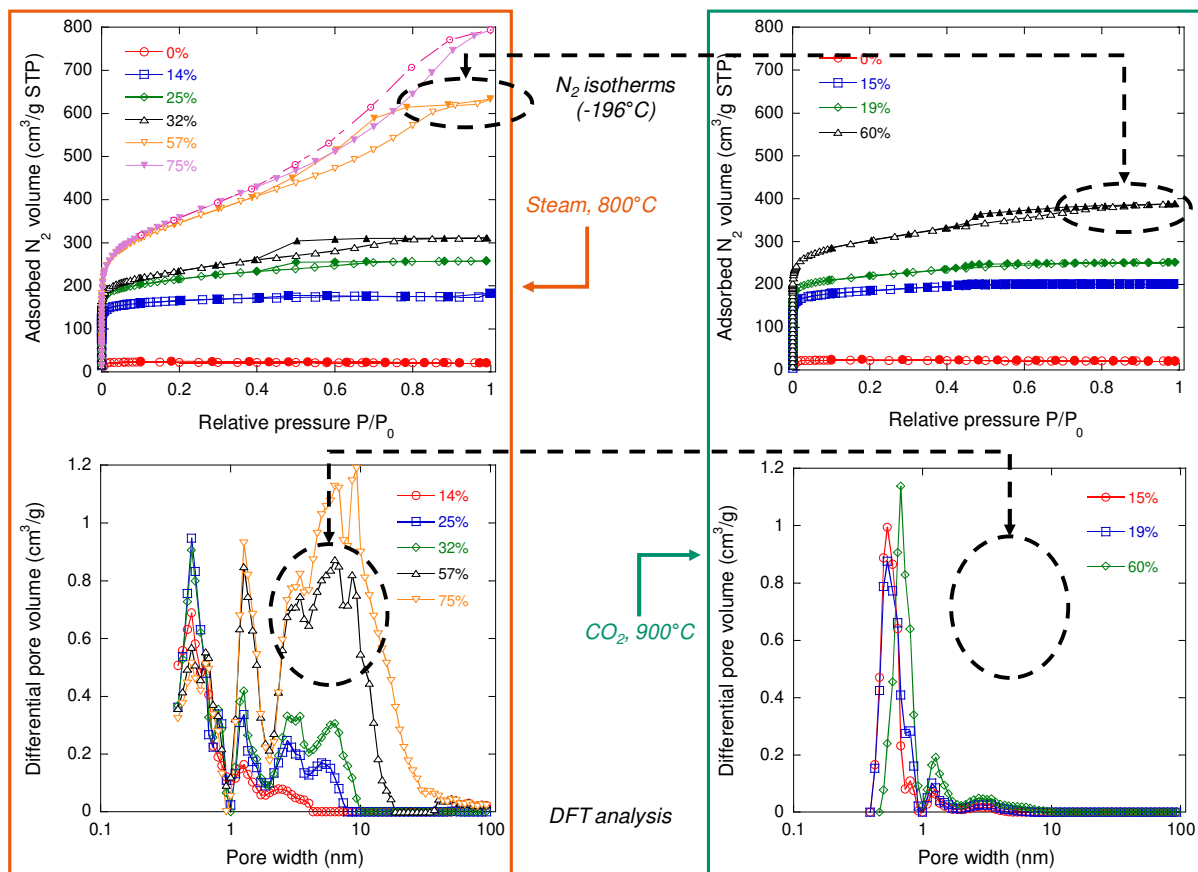 Adsorbed N2 volume (cm3/g STP)
800
700
600
500
400
300
200
100
0
0%
14%
25%
32%
57%
75%
0 0.2 0.4 0.6 0.8 1
Relative pressure P/P0
N2 isotherms
(-196°C)
Steam, 800°C
Adsorbed N2 volume (cm3/g STP)
800
700
600
500
400
300
200
100
0
0%
15%
19%
60%
0 0.2 0.4 0.6 0.8 1
Relative pressure P/P0
Differential pore volume (cm3/g)
1.2
1
0.8
0.6
0.4
0.2
0
14%
25%
32%
57%
75%
0.1 1 10 100
Pore width (nm)
CO2, 900°C
DFT analysis
Differential pore volume (cm3/g)
1.2
1
0.8
0.6
0.4
0.2
0
15%
19%
60%
0.1 1 10 100
Pore width (nm)